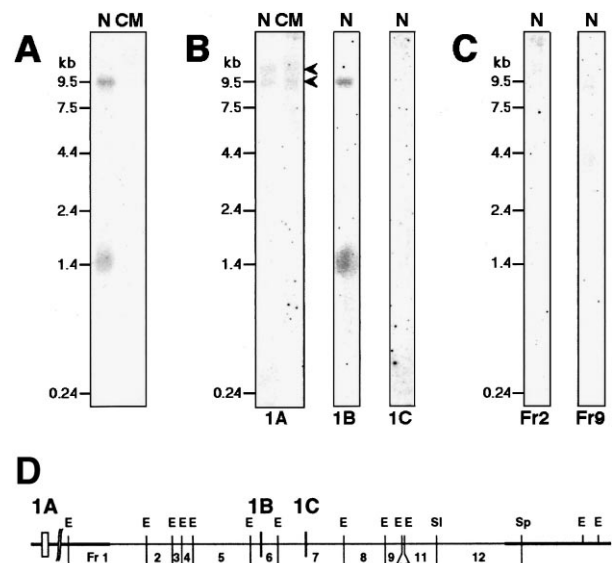 A
B
C
N CM
N CM
N
N
N
N
kb
9.5
7.5
4.4
2.4
1.4
0.24
kb
9.5
7.5
4.4
2.4
1.4
0.24
kb
9.5
7.5
4.4
2.4
1.4
0.24
1A
1B
1C
Fr2
Fr9
D
1A
1B
1C
E E E E E E E E E E E Sl Sp E E
Fr 1 2 3 4 5 6 7 8 9 11 12